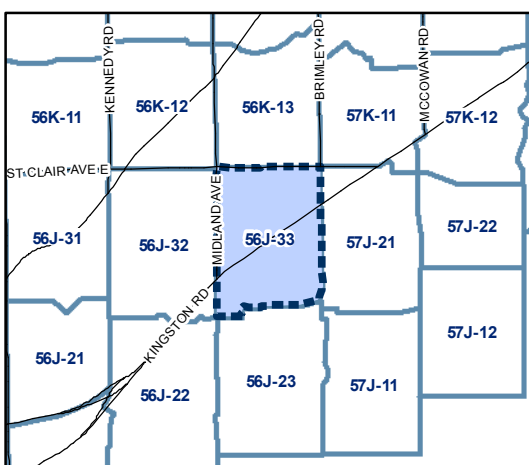 KENNEDY RD
BRIMLEY RD
MCCOWAN RD
56K-11
56K-12
56K-13
57K-11
57K-12
ST CLAIR AVE E
MIDLAND AVE
56J-31
56J-32
56J-33
57J-21
57J-22
KINGSTON RD
56J-21
56J-22
56J-23
57J-11
57J-12